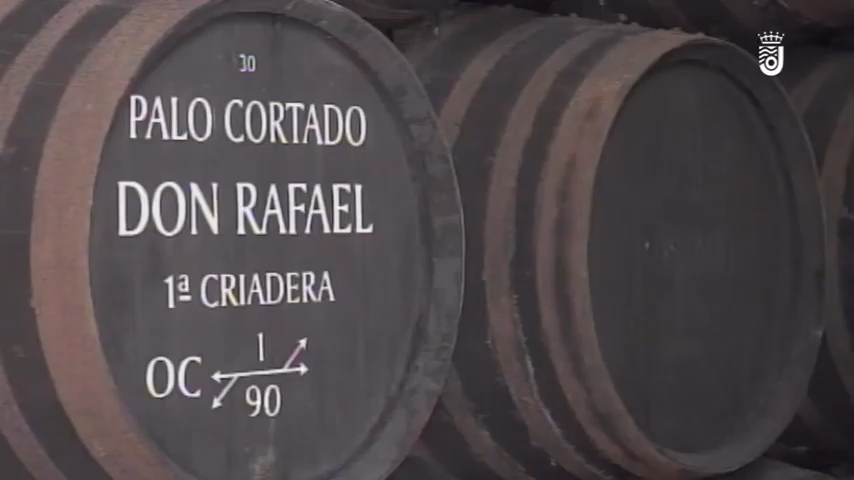 30
PALO CORTADO
DON RAFAEL
1ª CRIADERA
OC 1
90